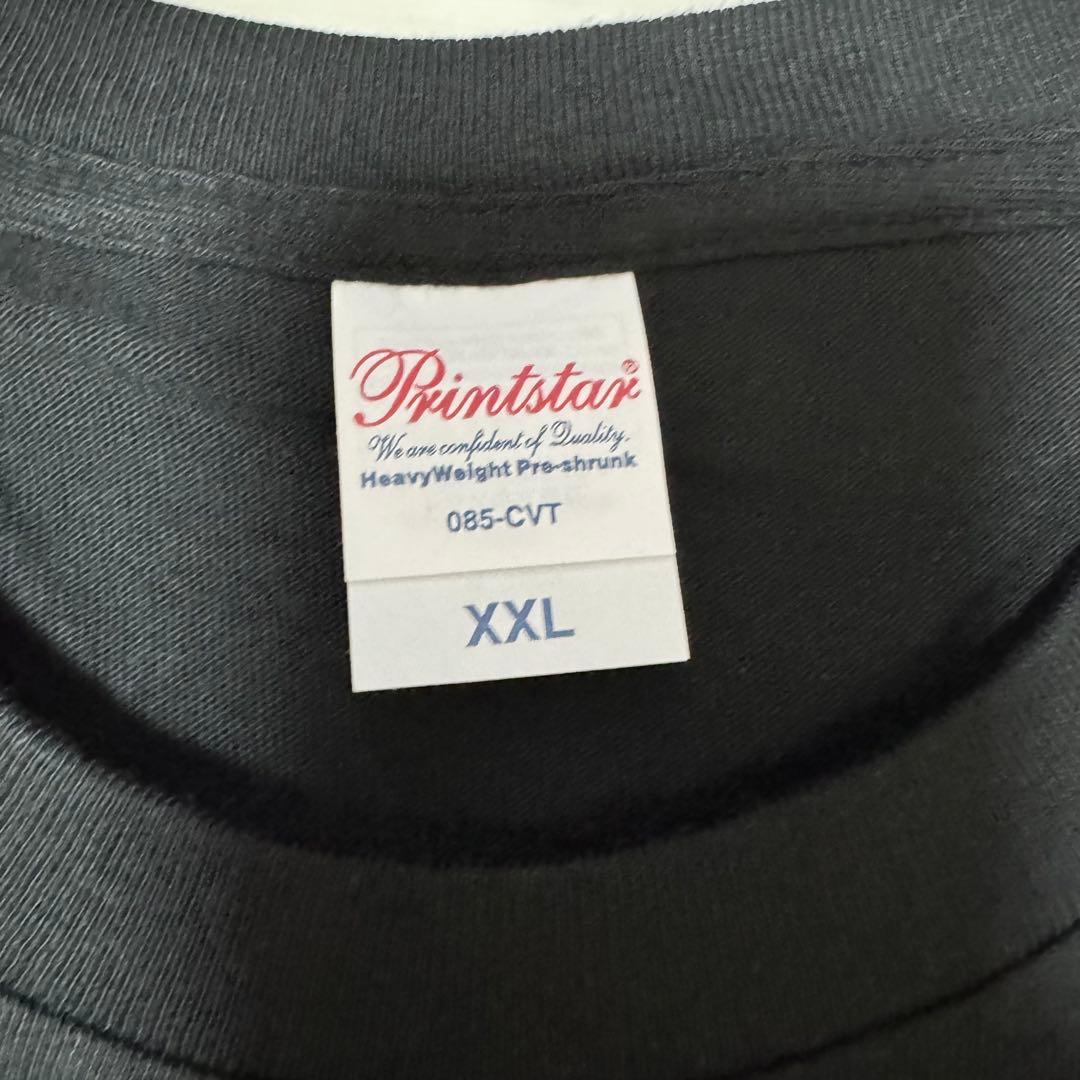 Printstar®
We are confident of Quality.
HeavyWeight Pre-shrunk
085-CVT
XXL